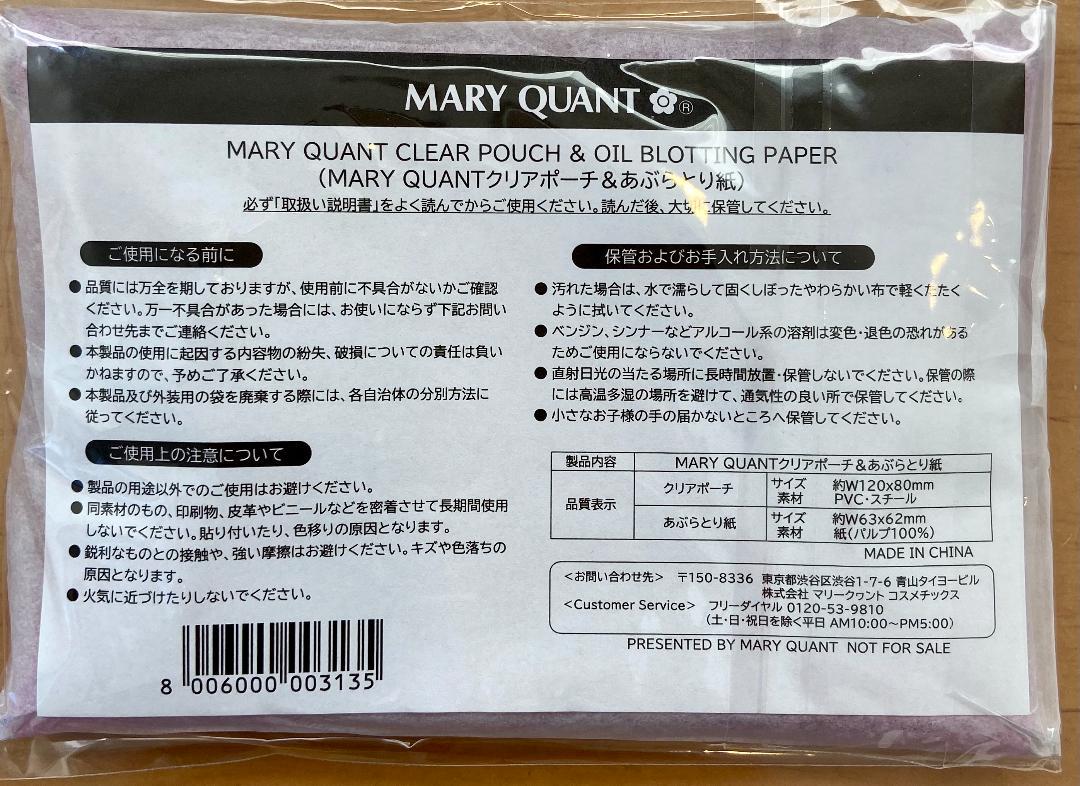 MARY QUANT ®
MARY QUANT CLEAR POUCH & OIL BLOTTING PAPER
（MARY QUANTクリアポーチ＆あぶらとり紙）
必ず「取扱い説明書」をよく読んでからご使用ください。読んだ後、大切に保管してください。
ご使用になる前に
●品質には万全を期しておりますが、使用前に不具合がないかご確認
ください。万一不具合があった場合には、お使いにならず下記お問い
合わせ先までご連絡ください。
●本製品の使用に起因する内容物の紛失、破損についての責任は負い
かねますので、予めご了承ください。
●本製品及び外装用の袋を廃棄する際には、各自治体の分別方法に
従ってください。
ご使用上の注意について
●製品の用途以外でのご使用はお避けください。
●同素材のもの、印刷物、皮革やビニールなどを密着させて長期間使用
しないでください。貼り付いたり、色移りの原因となります。
●鋭利なものとの接触や、強い摩擦はお避けください。キズや色落ちの
原因となります。
●火気に近づけたりしないでください。
8 006000 003135
保管およびお手入れ方法について
●汚れた場合は、水で濡らして固くしぼったやわらかい布で軽くたたく
ように拭いてください。
●ベンジン、シンナーなどアルコール系の溶剤は変色・退色の恐れがある
ためご使用にならないでください。
●直射日光の当たる場所に長時間放置・保管しないでください。保管の際
には高温多湿の場所を避けて、通気性の良い所で保管してください。
●小さなお子様の手の届かないところへ保管してください。
製品内容 MARY QUANTクリアポーチ＆あぶらとり紙
品質表示 クリアポーチ サイズ 約W120x80mm
素材 PVC・スチール
あぶらとり紙 サイズ 約W63x62mm
素材 紙（パルプ100%）
MADE IN CHINA
＜お問い合わせ先＞ 〒150-8336 東京都渋谷区渋谷1-7-6 青山タイヨービル
株式会社 マリークヮント コスメチックス
＜Customer Service＞ フリーダイヤル 0120-53-9810
（土・日・祝日を除く平日 AM10:00～PM5:00）
PRESENTED BY MARY QUANT NOT FOR SALE